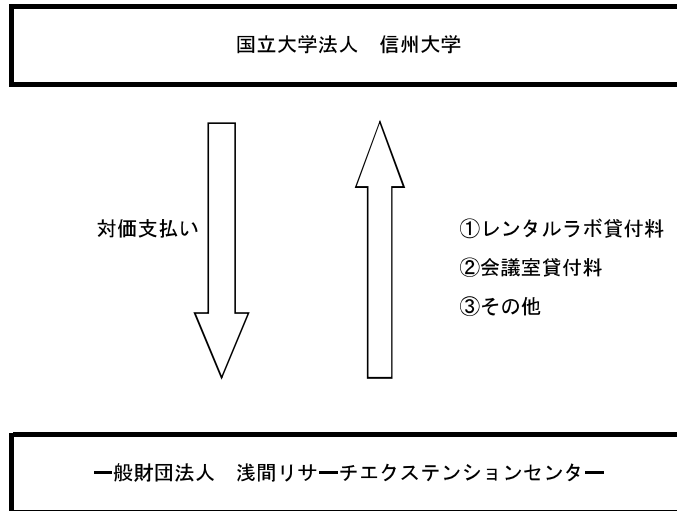 国立大学法人　信州大学
対価支払い
①レンタルラボ貸付料
②会議室貸付料
③その他
一般財団法人　浅間リサーチエクステンションセンター